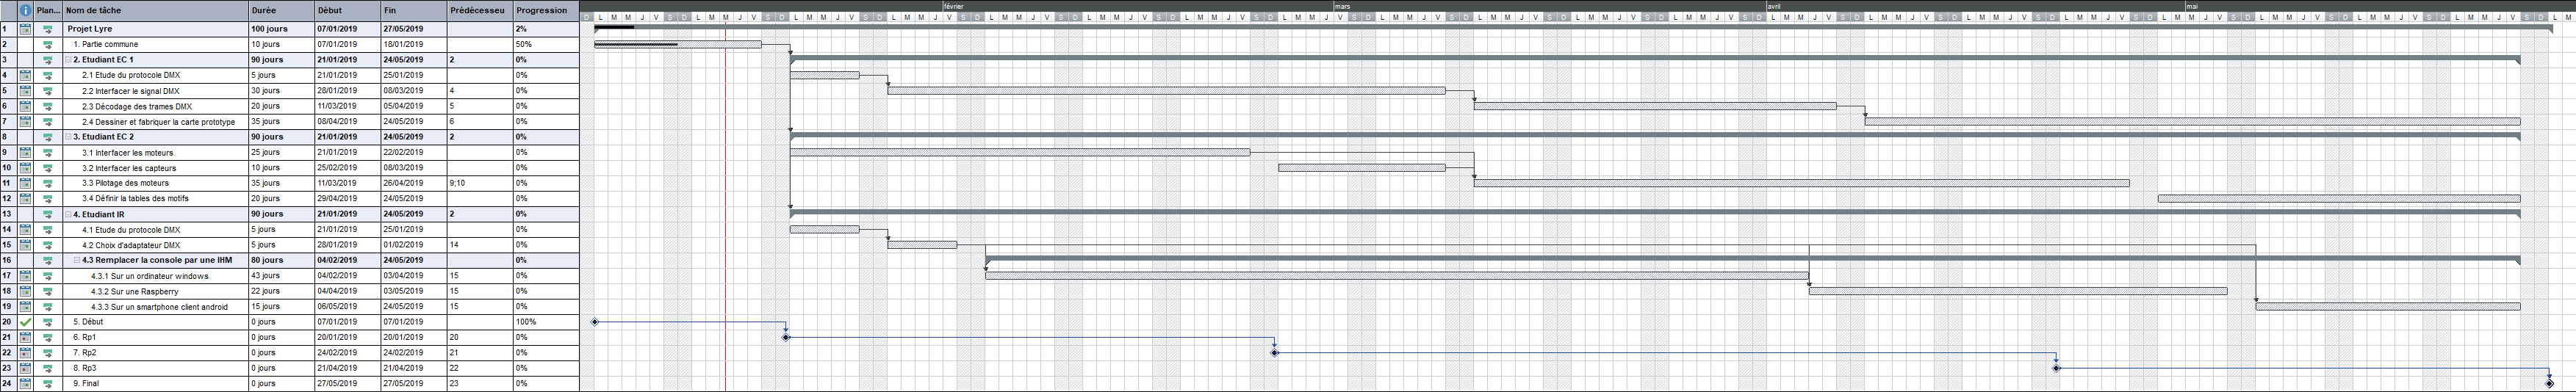 Plan... Nom de tâche Durée Début Fin Prédécesseu Progression
février mars avril mai
1 Projet Lyre 100 jours 07/01/2019 27/05/2019 2%
2 1. Partie commune 10 jours 07/01/2019 18/01/2019 50%
3 2. Etudiant EC 1 90 jours 21/01/2019 24/05/2019 2 0%
4 2.1 Etude du protocole DMX 5 jours 21/01/2019 25/01/2019 0%
5 2.2 Interfacer le signal DMX 30 jours 28/01/2019 08/03/2019 4 0%
6 2.3 Décodage des trames DMX 20 jours 11/03/2019 05/04/2019 5 0%
7 2.4 Dessiner et fabriquer la carte prototype 35 jours 08/04/2019 24/05/2019 6 0%
8 3. Etudiant EC 2 90 jours 21/01/2019 24/05/2019 2 0%
9 3.1 Interfacer les moteurs 25 jours 21/01/2019 22/02/2019 0%
10 3.2 Interfacer les capteurs 10 jours 25/02/2019 08/03/2019 0%
11 3.3 Pilotage des moteurs 35 jours 11/03/2019 26/04/2019 9;10 0%
12 3.4 Définir la tables des motifs 20 jours 29/04/2019 24/05/2019 0%
13 4. Etudiant IR 90 jours 21/01/2019 24/05/2019 2 0%
14 4.1 Etude du protocole DMX 5 jours 21/01/2019 25/01/2019 0%
15 4.2 Choix d'adaptateur DMX 5 jours 28/01/2019 01/02/2019 14 0%
16 4.3 Remplacer la console par une IHM 80 jours 04/02/2019 24/05/2019 0%
17 4.3.1 Sur un ordinateur windows 43 jours 04/02/2019 03/04/2019 15 0%
18 4.3.2 Sur une Raspberry 22 jours 04/04/2019 03/05/2019 15 0%
19 4.3.3 Sur un smartphone client android 15 jours 06/05/2019 24/05/2019 15 0%
20 5. Début 0 jours 07/01/2019 07/01/2019 100%
21 6. Rp1 0 jours 20/01/2019 20/01/2019 20 0%
22 7. Rp2 0 jours 24/02/2019 24/02/2019 21 0%
23 8. Rp3 0 jours 21/04/2019 21/04/2019 22 0%
24 9. Final 0 jours 27/05/2019 27/05/2019 23 0%